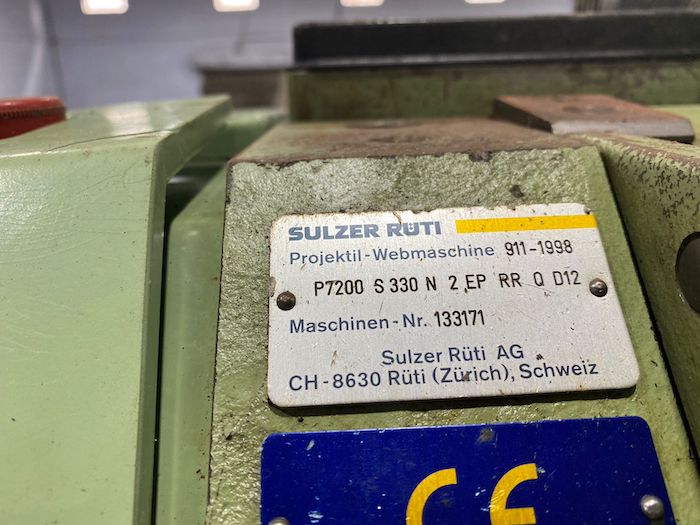 SULZER RÜTI
Projektil-Webmaschine 911-1998
P7200 S 330 N 2 EP RR Q D12
Maschinen-Nr. 133171
Sulzer Rüti AG
CH-8630 Rüti (Zürich), Schweiz
CE